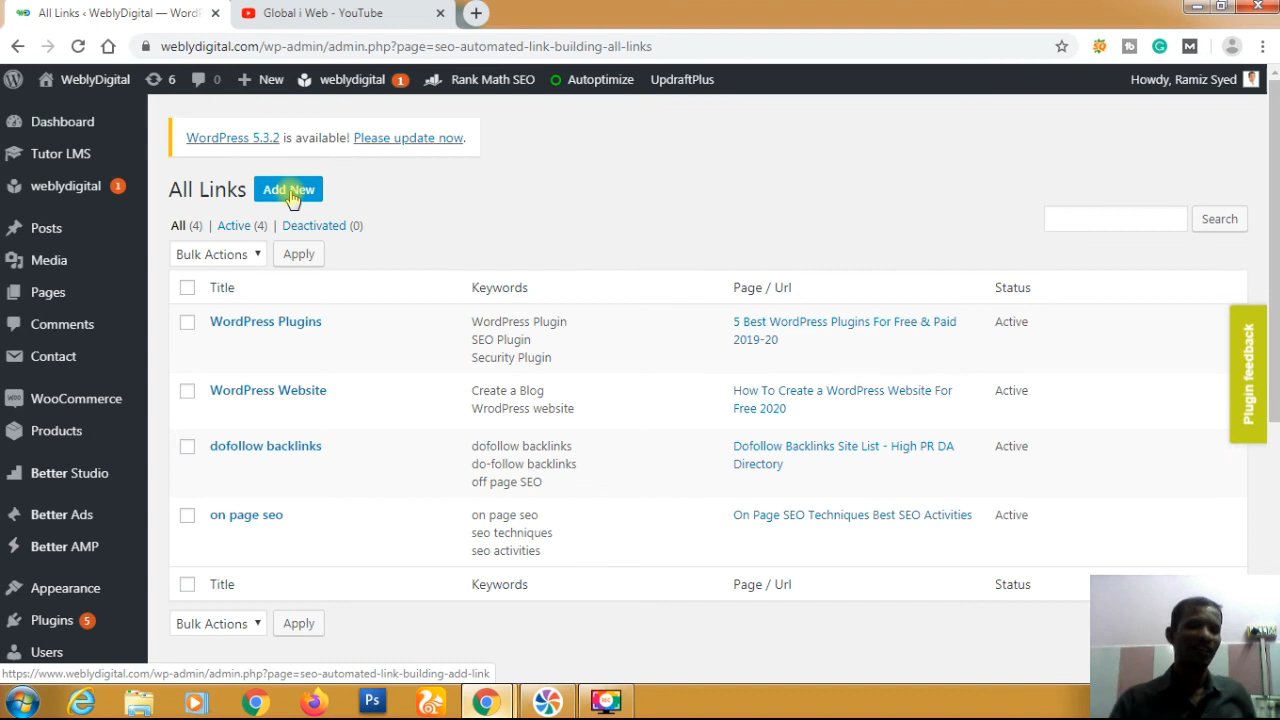 All Links ‹ WeblyDigital — WordP
Global i Web - YouTube
weblydigital.com/wp-admin/admin.php?page=seo-automated-link-building-all-links
WeblyDigital
6
0
New
weblydigital
1
Rank Math SEO
Autoptimize
UpdraftPlus
Howdy, Ramiz Syed
Dashboard
Tutor LMS
weblydigital 1
Posts
Media
Pages
Comments
Contact
WooCommerce
Products
Better Studio
Better Ads
Better AMP
Appearance
Plugins 5
Users
WordPress 5.3.2 is available! Please update now.
All Links Add New
All (4) | Active (4) | Deactivated (0)
Search
Bulk Actions Apply
Title Keywords Page / Url Status
WordPress Plugins
WordPress Plugin
SEO Plugin
Security Plugin
5 Best WordPress Plugins For Free & Paid
2019-20
Active
WordPress Website
Create a Blog
WrodPress website
How To Create a WordPress Website For
Free 2020
Active
dofollow backlinks
dofollow backlinks
do-follow backlinks
off page SEO
Dofollow Backlinks Site List - High PR DA
Directory
Active
on page seo
on page seo
seo techniques
seo activities
On Page SEO Techniques Best SEO Activities
Active
Title Keywords Page / Url Status
Bulk Actions Apply
Plugin feedback
https://www.weblydigital.com/wp-admin/admin.php?page=seo-automated-link-building-add-link
Ps